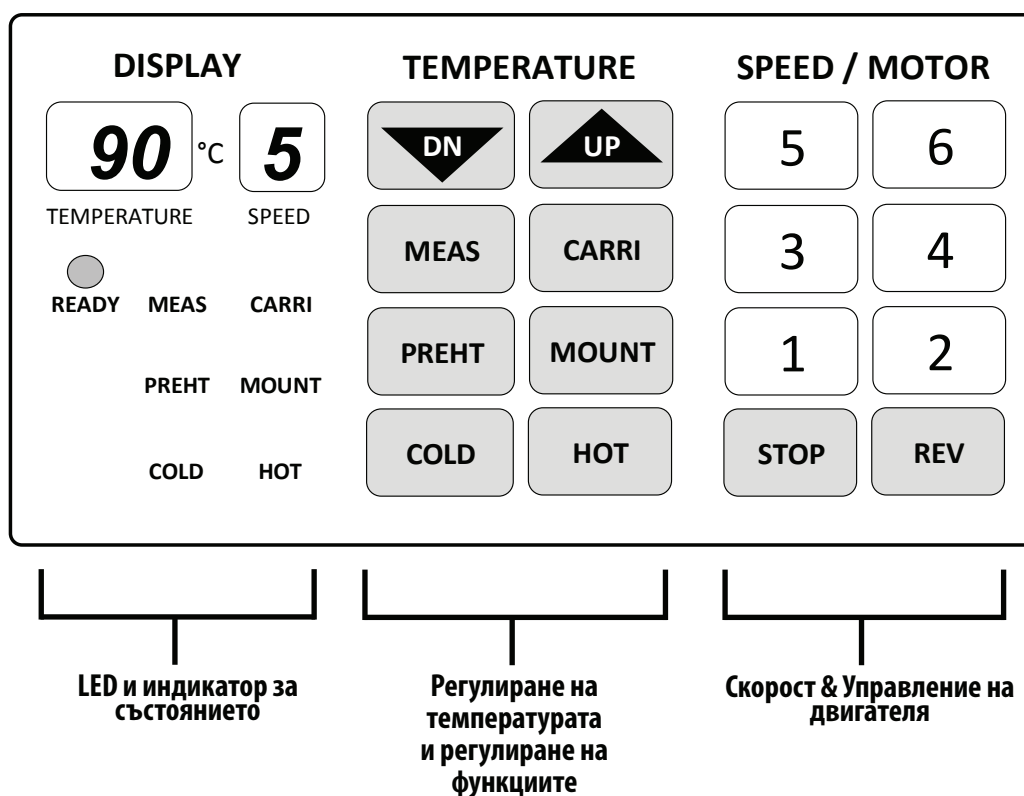 DISPLAY
90 °C 5
TEMPERATURE SPEED
READY MEAS CARRI
PREHT MOUNT
COLD HOT
TEMPERATURE
DN UP
MEAS CARRI
PREHT MOUNT
COLD HOT
SPEED / MOTOR
5 6
3 4
1 2
STOP REV
LED и индикатор за
състоянието
Регулиране на
температурата
и регулиране на
функциите
Скорост & Управление на
двигателя